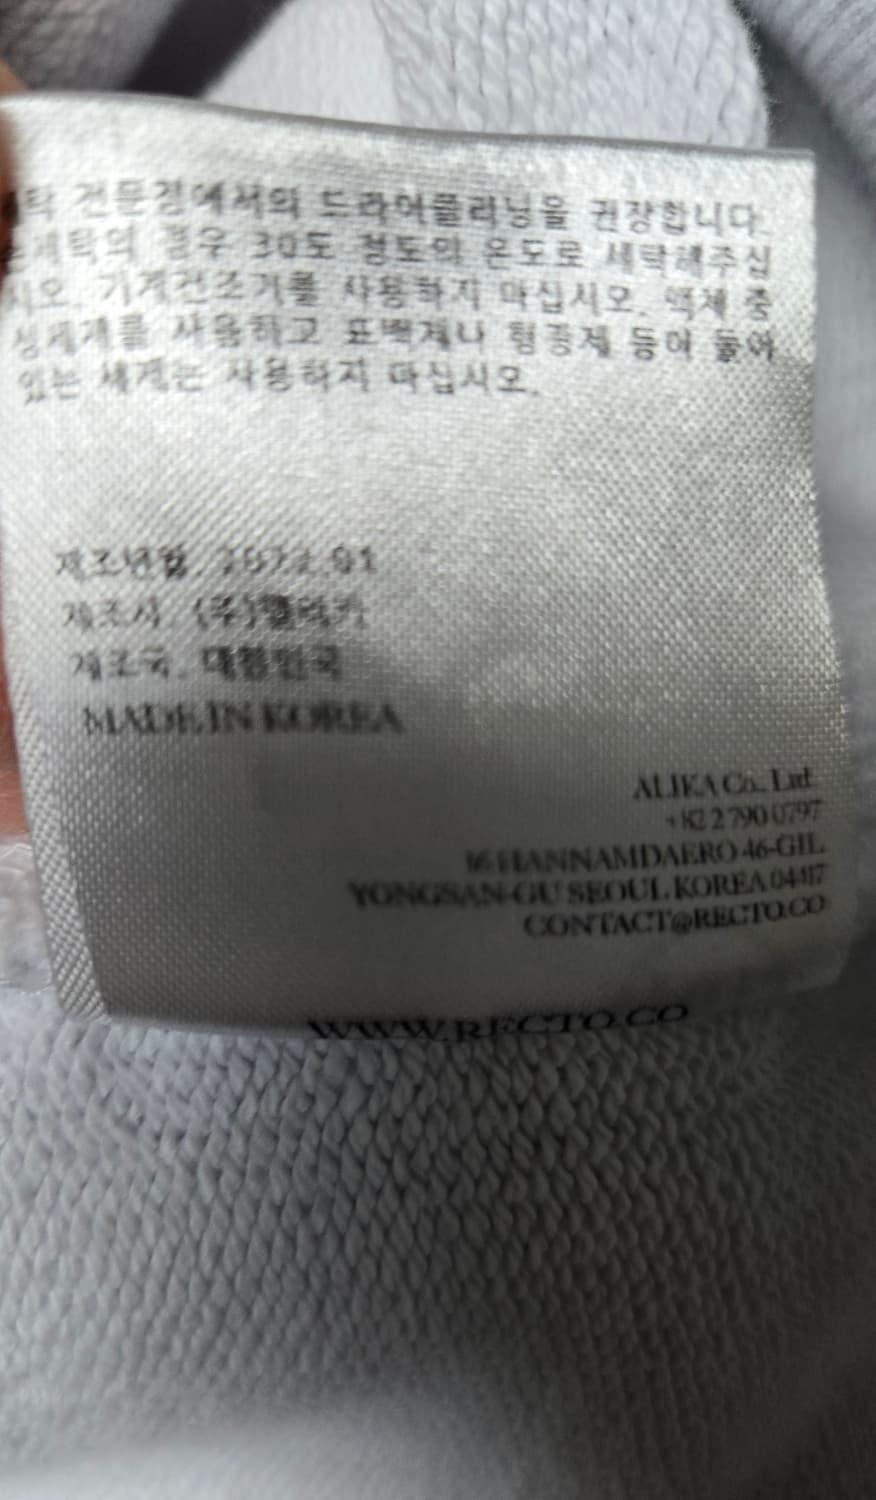 전문점에서의 드라이클리닝을 권장합니다.
경우 30도 정도의 온도로 세탁해주십
시오. 기계건조기를 사용하지 마십시오. 액체 중
성세제를 사용하고 표백제나 형광제 등이 들어
있는 세제는 사용하지 마십시오.
제조년월. 2022.01
제조사. (주)
제조국. 대한민국
MADE IN KOREA
ALIKA Co., Ltd.
+82 2 790 0797
16 HANNAMDAERO 46-GIL
YONGSAN-GU SEOUL KOREA 04417
CONTACT@RECTO.CO
WWW.RECTO.CO